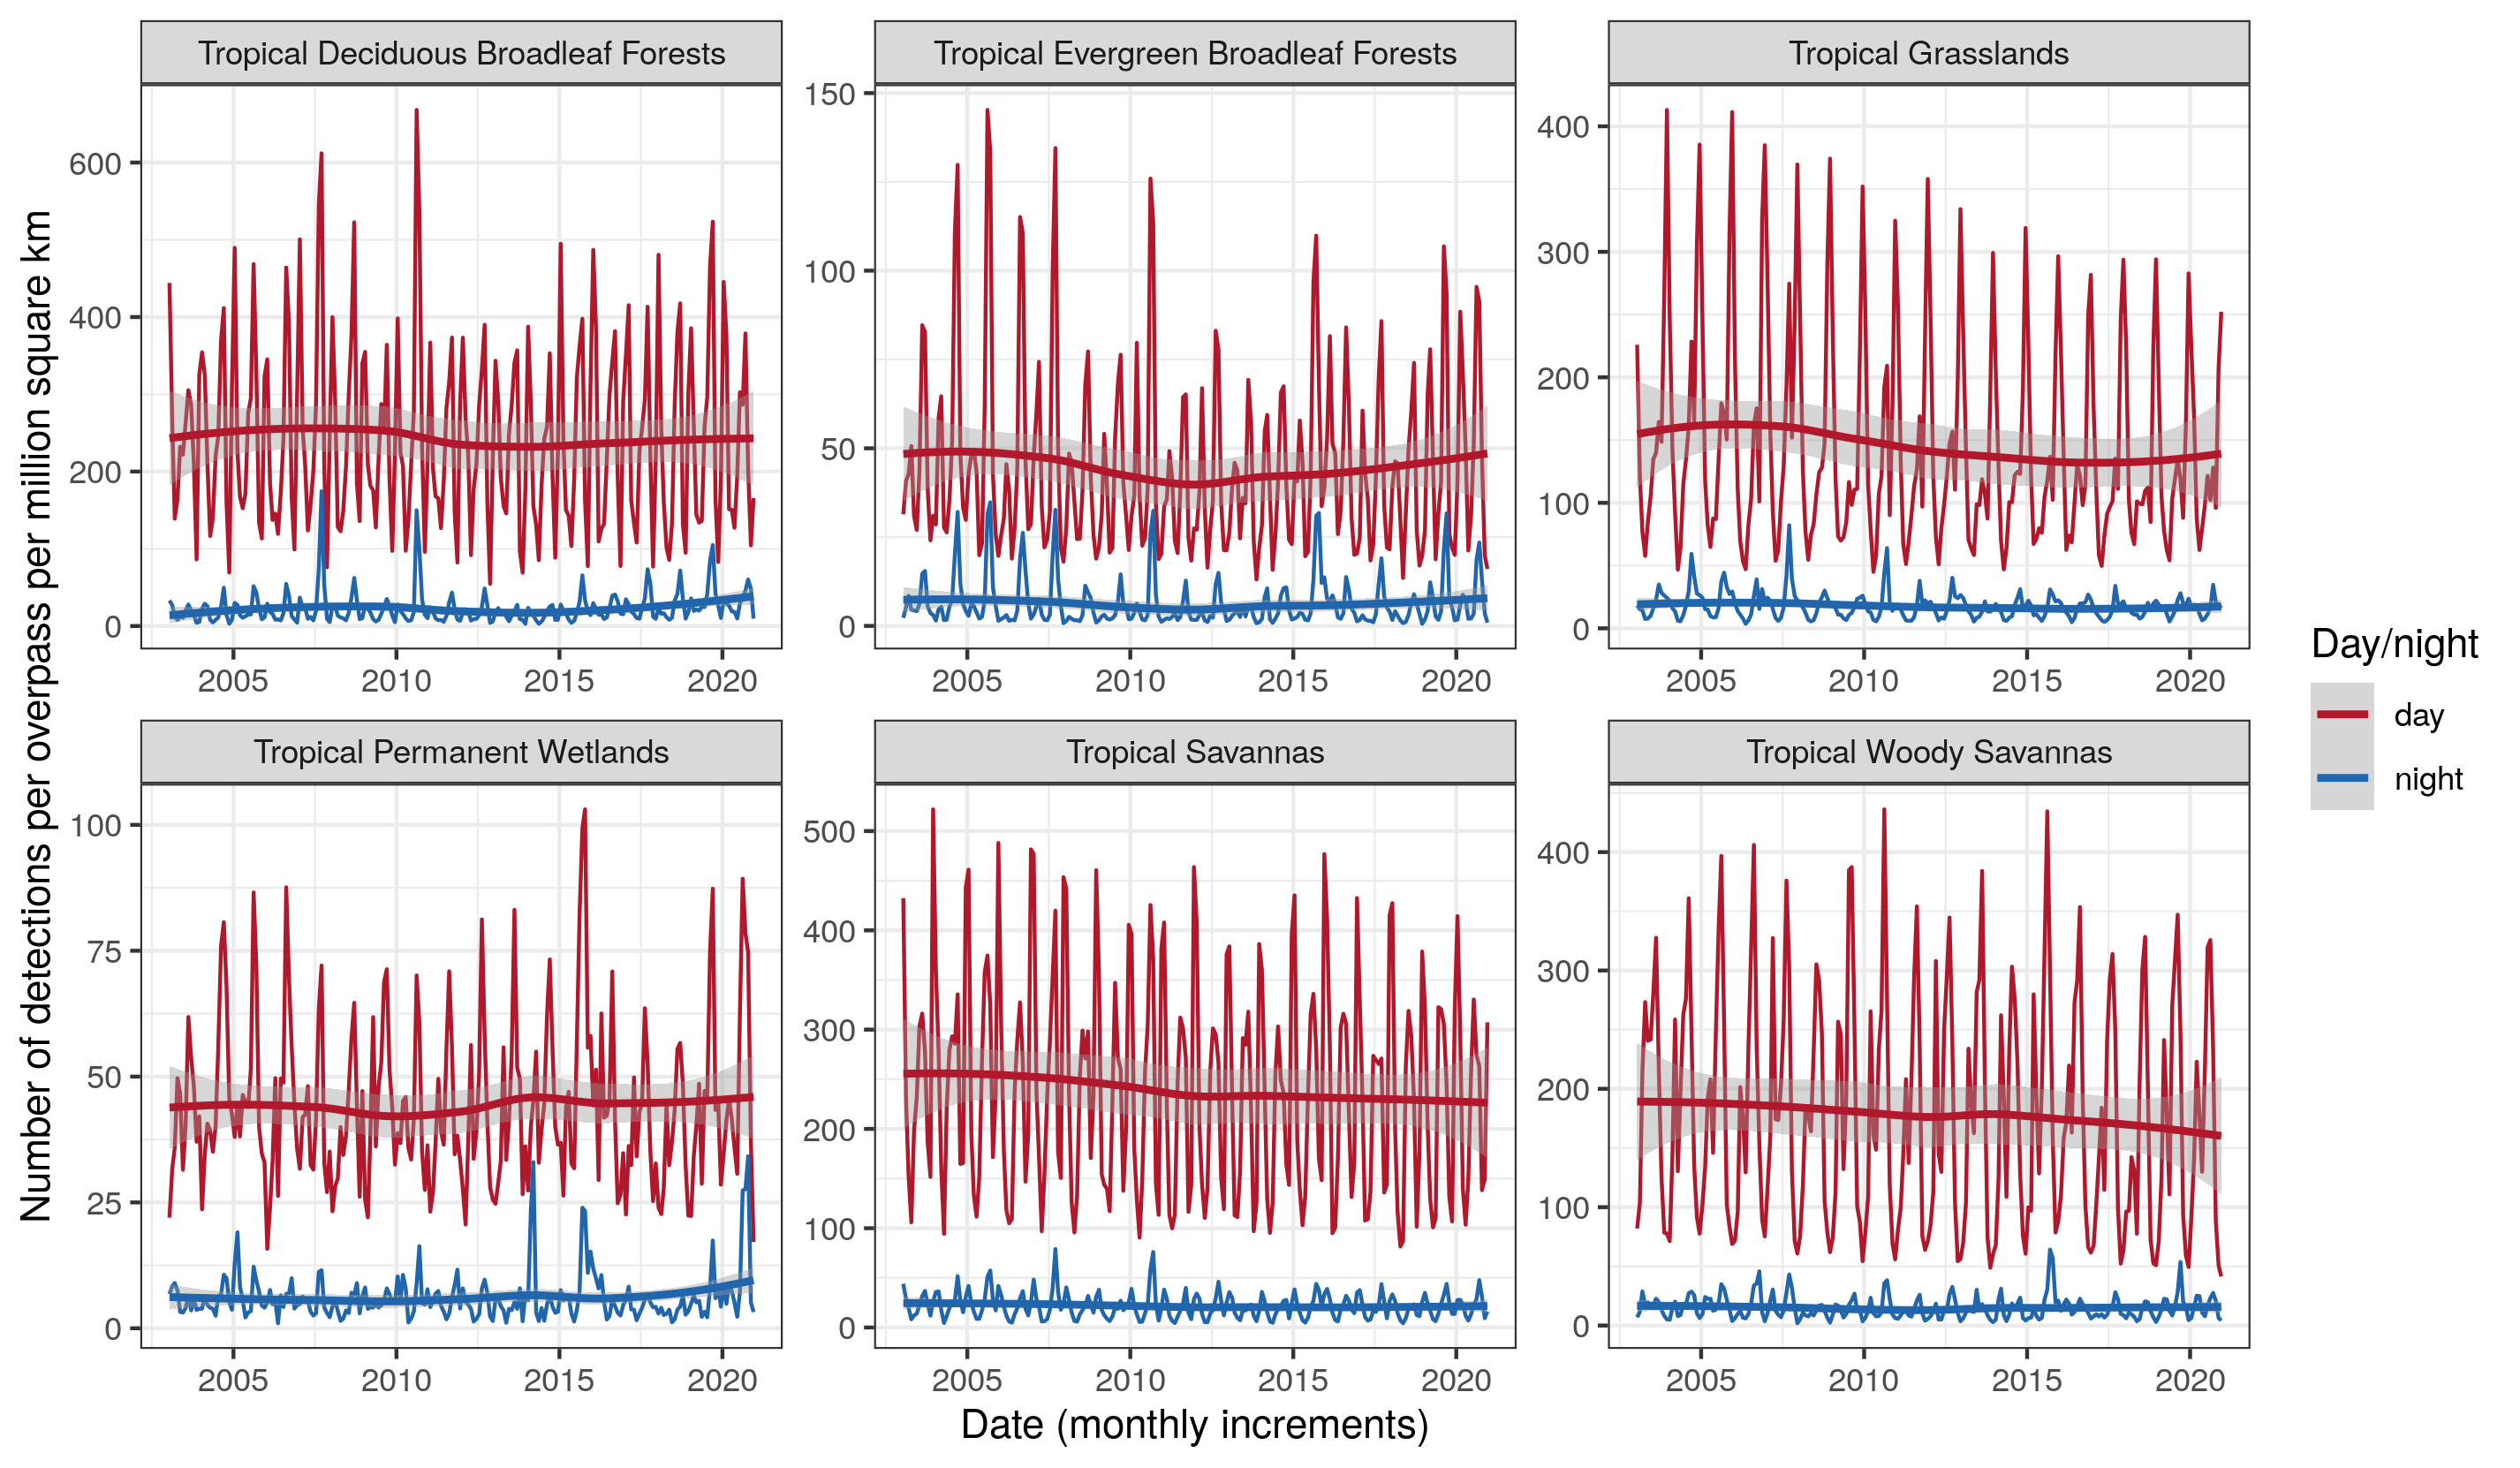 Tropical Deciduous Broadleaf Forests
Tropical Evergreen Broadleaf Forests
Tropical Grasslands
600
400
200
0
2005 2010 2015 2020
150
100
50
0
2005 2010 2015 2020
400
300
200
100
0
2005 2010 2015 2020
Tropical Permanent Wetlands
Tropical Savannas
Tropical Woody Savannas
100
75
50
25
0
2005 2010 2015 2020
500
400
300
200
100
0
2005 2010 2015 2020
400
300
200
100
0
2005 2010 2015 2020
Number of detections per overpass per million square km
Date (monthly increments)
Day/night
day
night